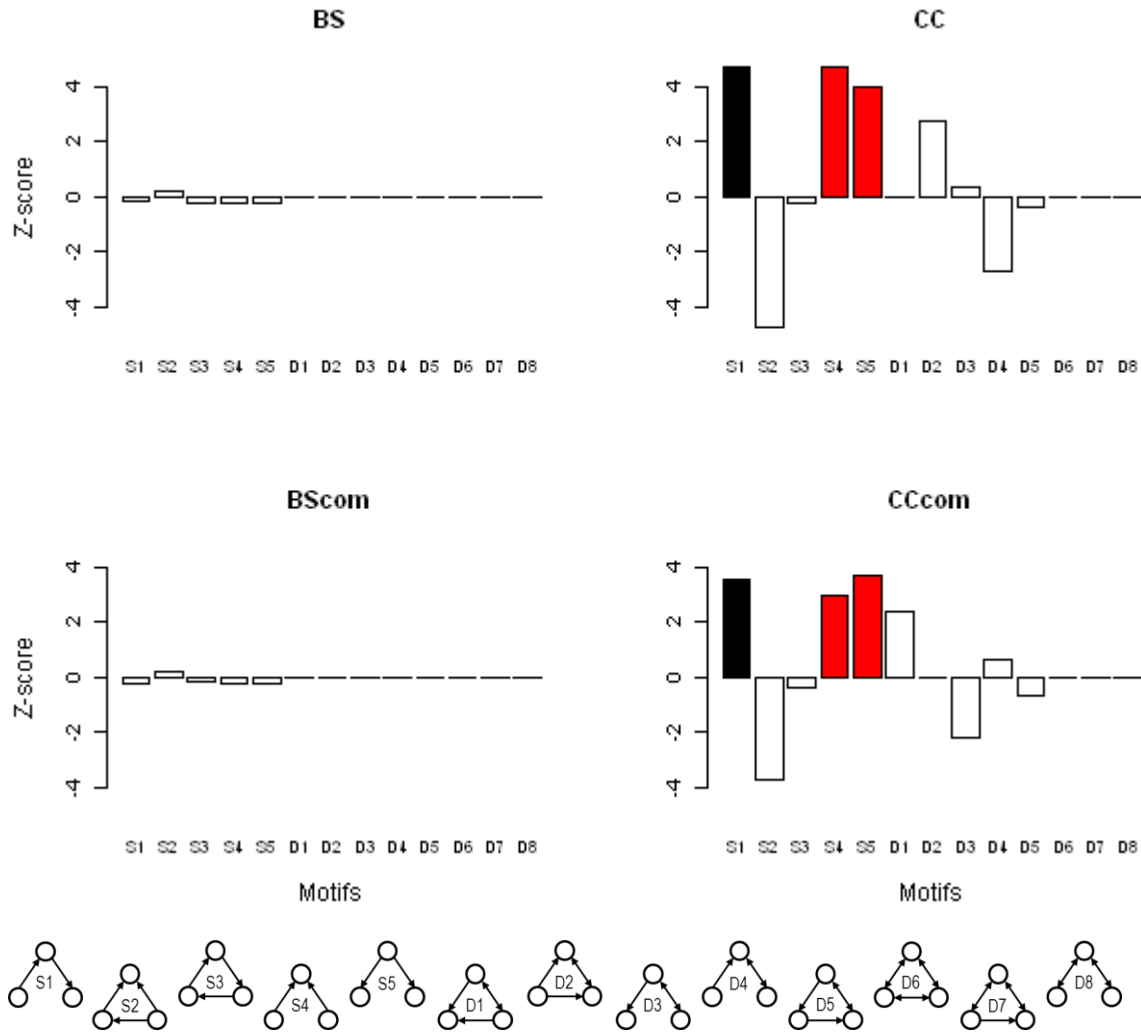 BS CC
4 4
2 2
0 0
-2 -2
-4 -4
Z-score
S1 S2 S3 S4 S5 D1 D2 D3 D4 D5 D6 D7 D8 S1 S2 S3 S4 S5 D1 D2 D3 D4 D5 D6 D7 D8
BScom CCcom
4 4
2 2
0 0
-2 -2
-4 -4
Z-score
S1 S2 S3 S4 S5 D1 D2 D3 D4 D5 D6 D7 D8 S1 S2 S3 S4 S5 D1 D2 D3 D4 D5 D6 D7 D8
Motifs Motifs
S1 S2 S3 S4 S5 D1 D2 D3 D4 D5 D6 D7 D8